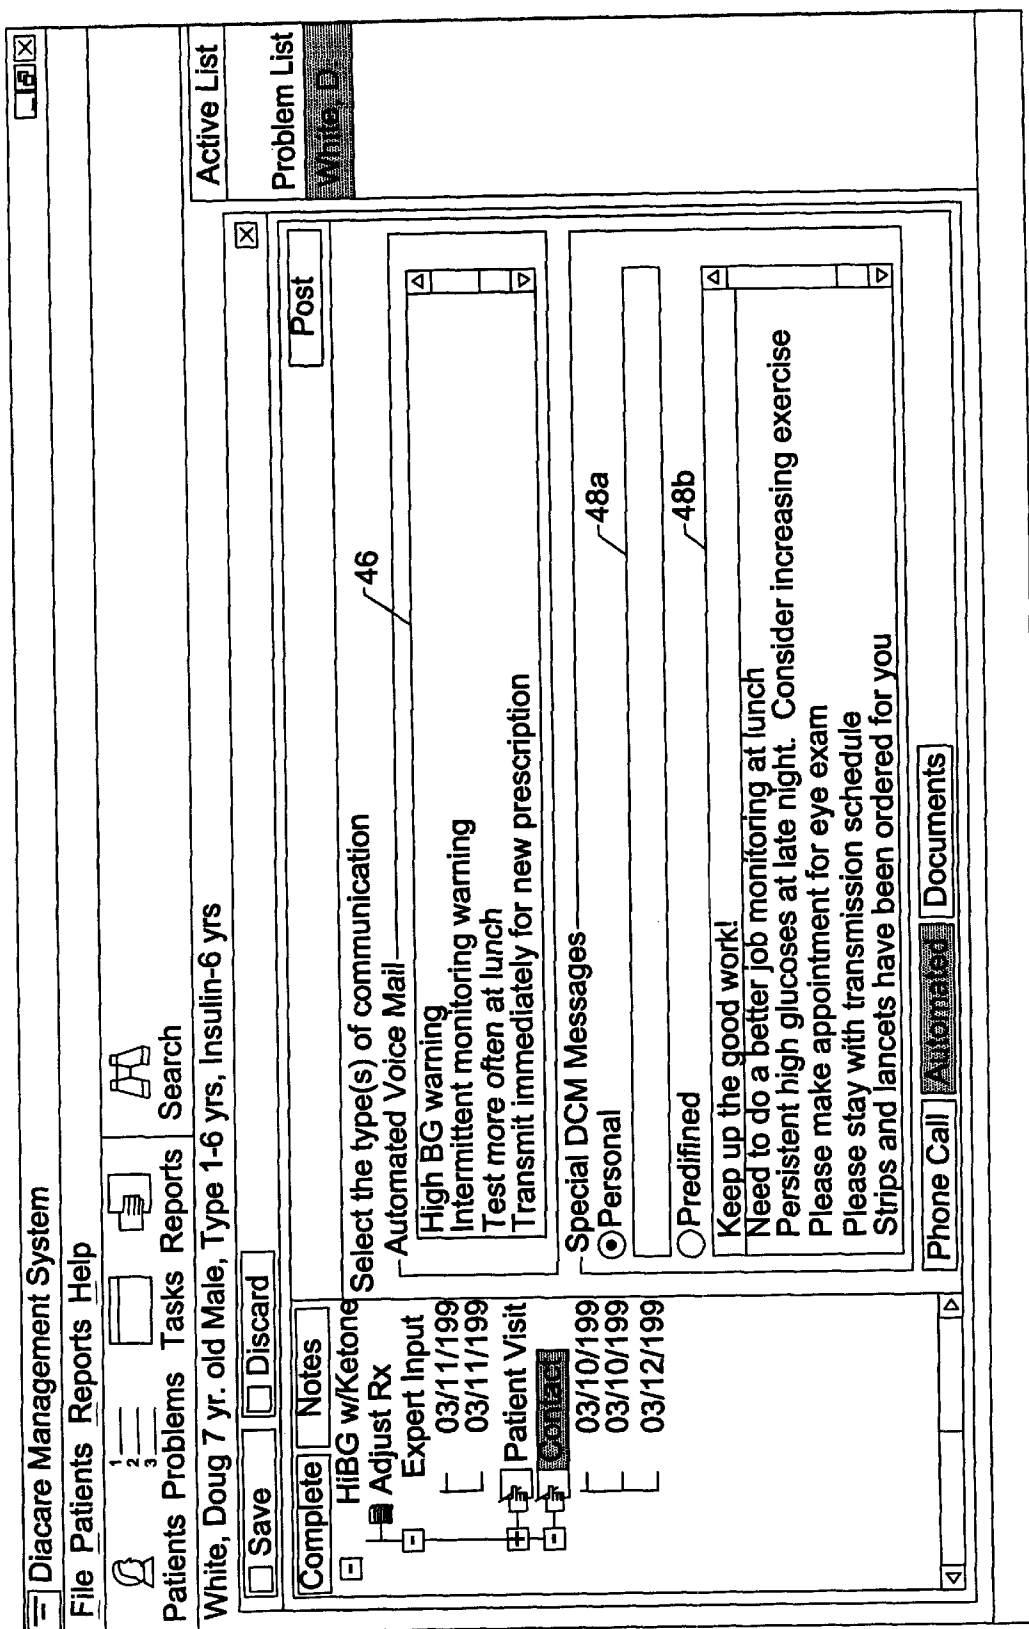 Diacare Management System
File Patients Reports Help
1
2
3
Patients Problems Tasks Reports Search
White, Doug 7 yr. old Male, Type 1-6 yrs, Insulin-6 yrs
Active List
Problem List
White, D.
Save Discard
Complete Notes
HiBG w/Ketone
Adjust Rx
Expert Input
03/11/199
03/11/199
Patient Visit
Contact
03/10/199
03/10/199
03/12/199
Post
Select the type(s) of communication
Automated Voice Mail
46
High BG warning
Intermittent monitoring warning
Test more often at lunch
Transmit immediately for new prescription
Special DCM Messages
Personal
48a
Predifined
48b
Keep up the good work!
Need to do a better job monitoring at lunch
Persistent high glucoses at late night. Consider increasing exercise
Please make appointment for eye exam
Please stay with transmission schedule
Strips and lancets have been ordered for you
Phone Call Automated Documents